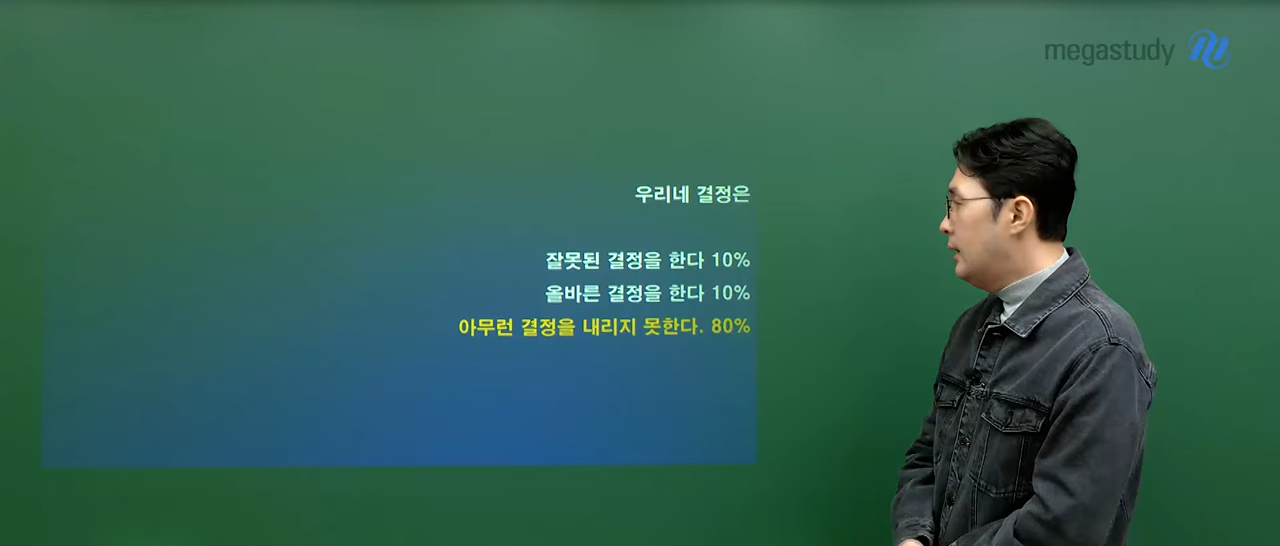 megastudy
우리네 결정은
잘못된 결정을 한다 10%
올바른 결정을 한다 10%
아무런 결정을 내리지 못한다. 80%